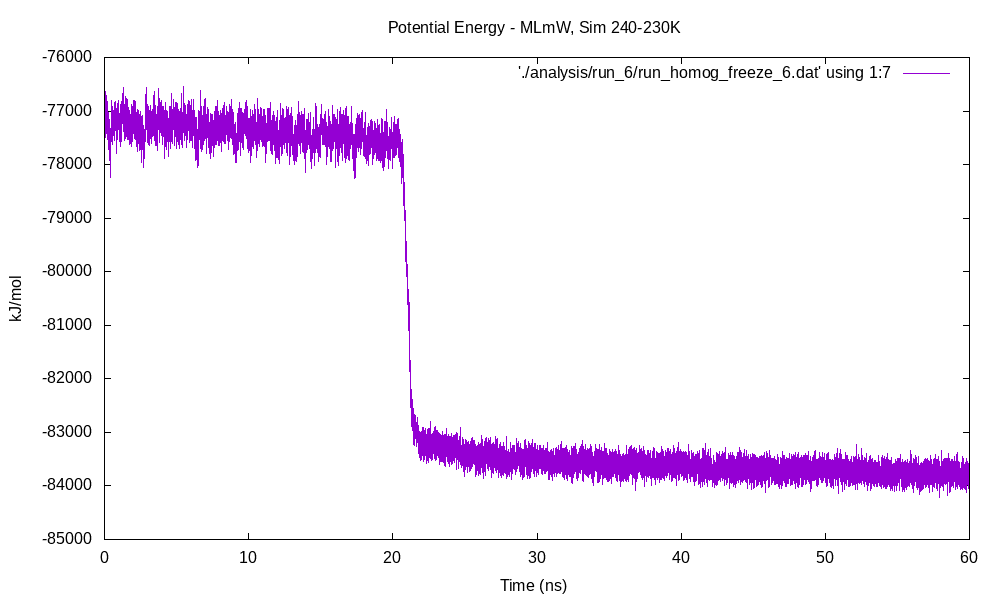 Potential Energy - MLmW, Sim 240-230K
'./analysis/run_6/run_homog_freeze_6.dat' using 1:7
-76000
-77000
-78000
-79000
-80000
-81000
-82000
-83000
-84000
-85000
kJ/mol
0 10 20 30 40 50 60
Time (ns)